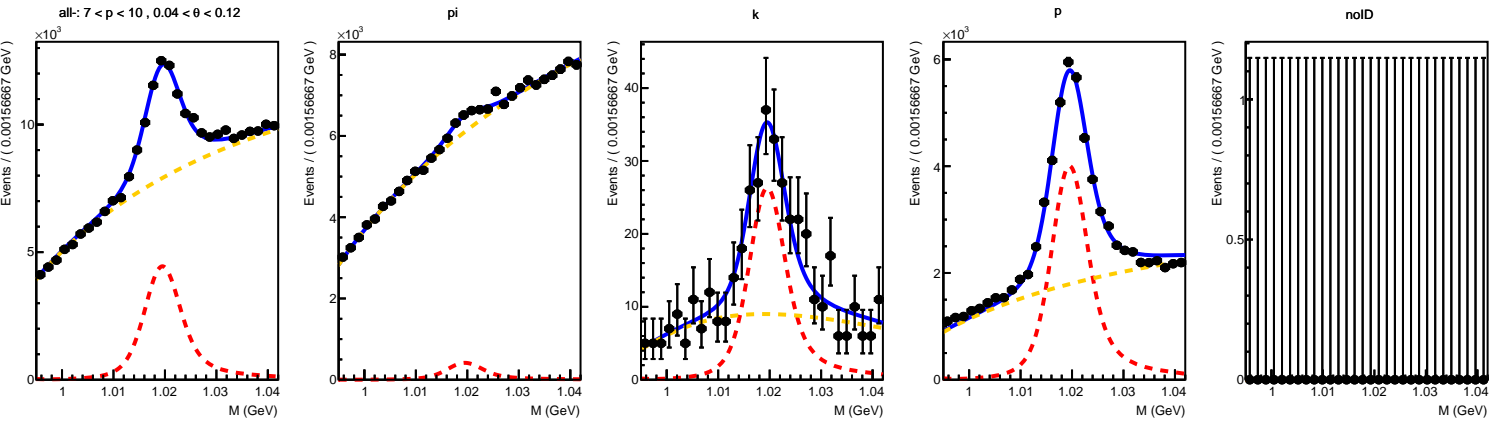 all-: 7 < p < 10 , 0.04 < θ < 0.12
×10³
Events / ( 0.00156667 GeV )
10
5
0
1 1.01 1.02 1.03 1.04
M (GeV)
pi
×10³
Events / ( 0.00156667 GeV )
8
6
4
2
0
1 1.01 1.02 1.03 1.04
M (GeV)
k
Events / ( 0.00156667 GeV )
40
30
20
10
0
1 1.01 1.02 1.03 1.04
M (GeV)
p
×10³
Events / ( 0.00156667 GeV )
6
4
2
0
1 1.01 1.02 1.03 1.04
M (GeV)
noID
Events / ( 0.00156667 GeV )
1
0.5
0
1 1.01 1.02 1.03 1.04
M (GeV)